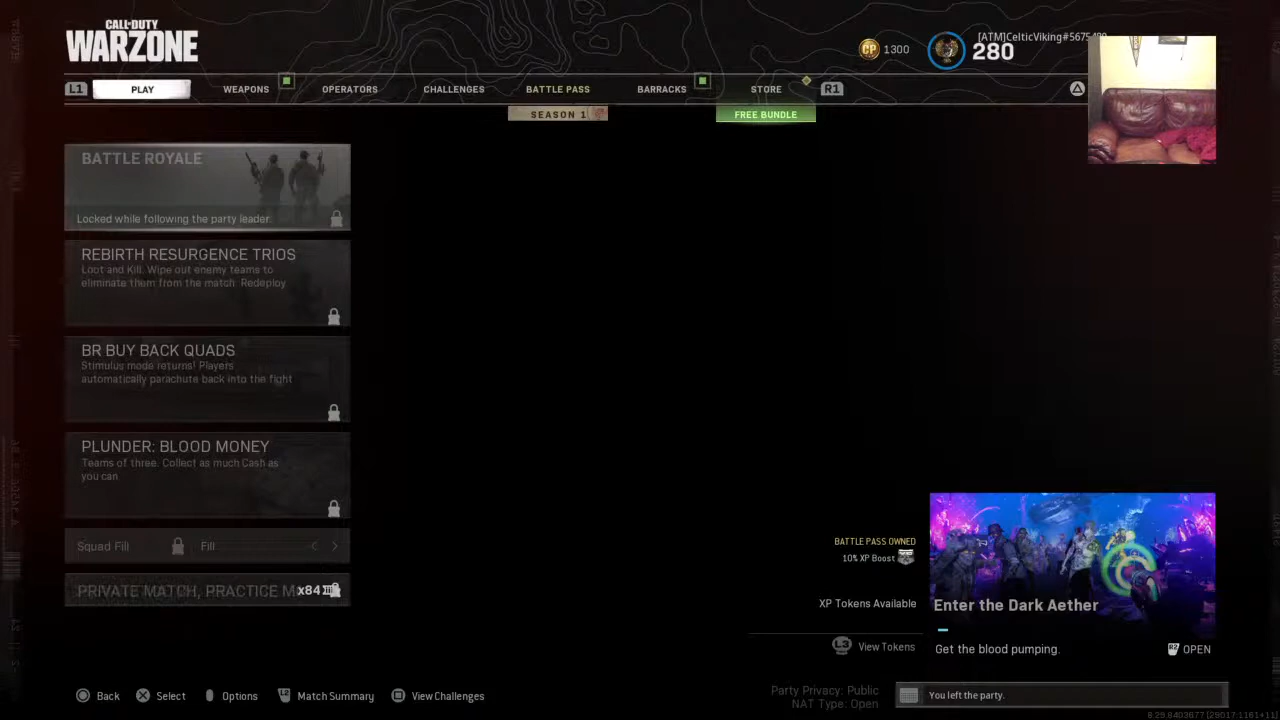 CALL OF DUTY
WARZONE
CP 1300
[ATM]CelticViking#5675480
280
L1 PLAY WEAPONS OPERATORS CHALLENGES BATTLE PASS BARRACKS STORE R1
SEASON 1
FREE BUNDLE
BATTLE ROYALE
Locked while following the party leader.
REBIRTH RESURGENCE TRIOS
Loot and Kill. Wipe out enemy teams to
eliminate them from the match. Redeploy
BR BUY BACK QUADS
Stimulus mode returns! Players
automatically parachute back into the fight
PLUNDER: BLOOD MONEY
Teams of three. Collect as much Cash as
you can
Squad Fill Fill
PRIVATE MATCH, PRACTICE M x84
BATTLE PASS OWNED
10% XP Boost
XP Tokens Available
L3 View Tokens
Enter the Dark Aether
Get the blood pumping.
R2 OPEN
Back Select Options L2 Match Summary View Challenges
Party Privacy: Public
NAT Type: Open
You left the party.